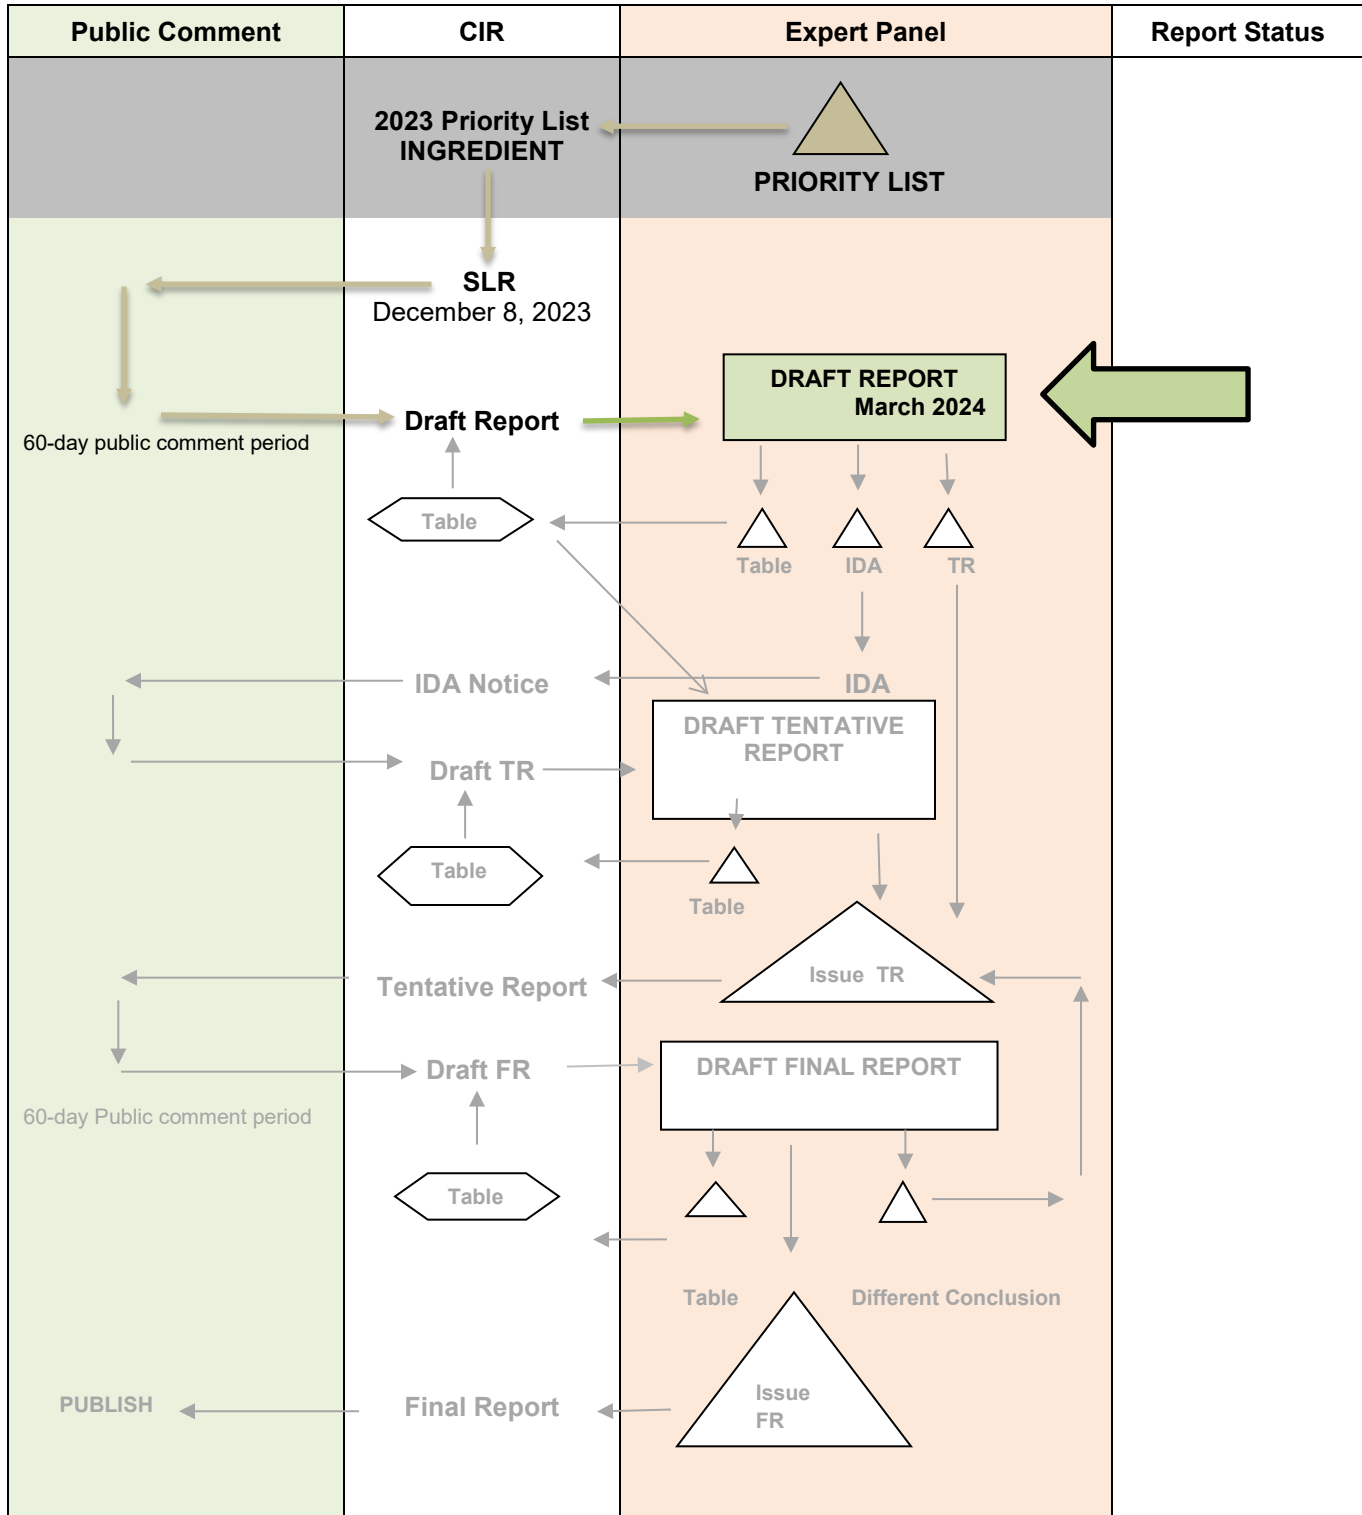 Public Comment
CIR
Expert Panel
Report Status
2023 Priority List
INGREDIENT
PRIORITY LIST
SLR
December 8, 2023
DRAFT REPORT
March 2024
Draft Report
60-day public comment period
Table
Table
IDA
TR
IDA Notice
IDA
DRAFT TENTATIVE
REPORT
Draft TR
Table
Table
Issue TR
Tentative Report
Draft FR
DRAFT FINAL REPORT
60-day Public comment period
Table
Table
Different Conclusion
Issue
FR
PUBLISH
Final Report